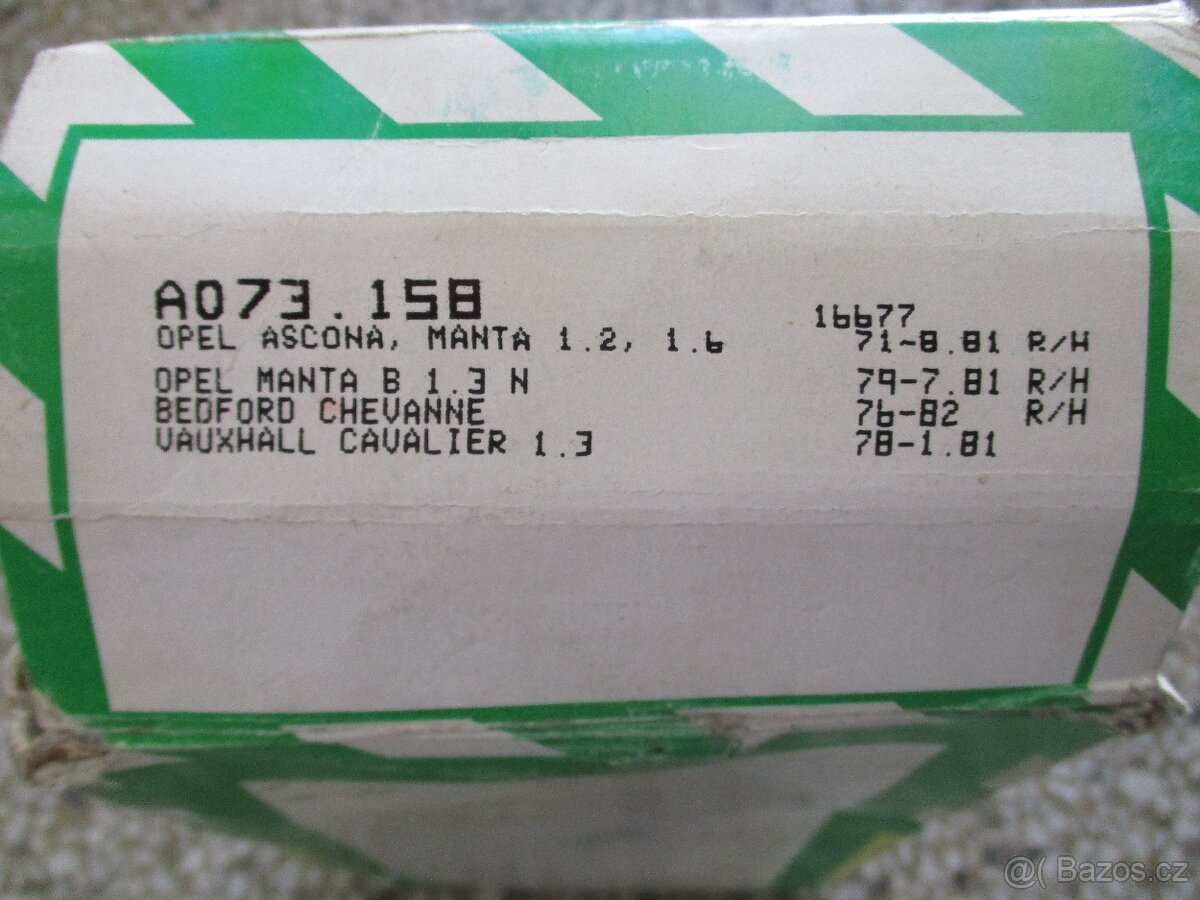 A073.158
16677
OPEL ASCONA, MANTA 1.2, 1.6 71-8.81 R/H
OPEL MANTA B 1.3 N 79-7.81 R/H
BEDFORD CHEVANNE 76-82 R/H
VAUXHALL CAVALIER 1.3 78-1.81
@( Bazos.cz